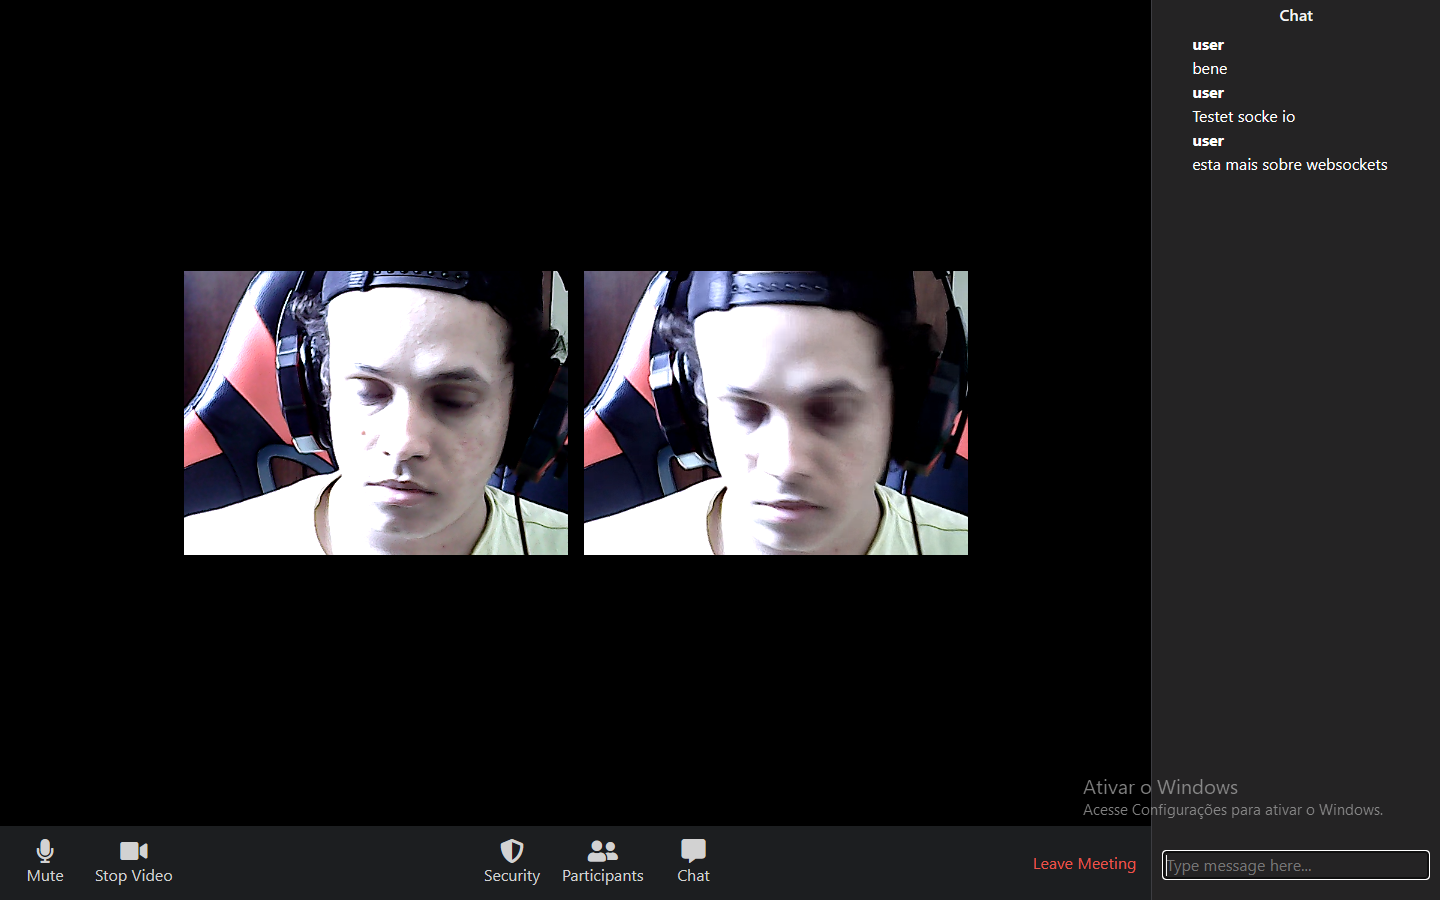 Chat
user
bene
user
Testet socke io
user
esta mais sobre websockets
Ativar o Windows
Acesse Configurações para ativar o Windows.
Mute
Stop Video
Security
Participants
Chat
Leave Meeting
Type message here...